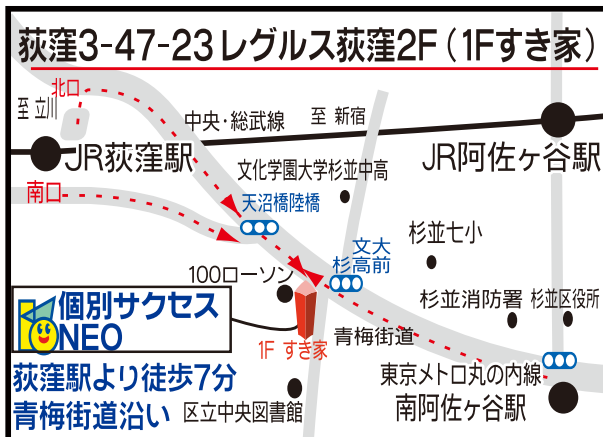 荻窪3-47-23 レグルス荻窪2F（1Fすき家）
北口
至 立川
中央・総武線
至 新宿
JR荻窪駅
JR阿佐ヶ谷駅
文化学園大学杉並中高
南口
天沼橋陸橋
杉並七小
文大
杉高前
100ローソン
杉並消防署
杉並区役所
個別サクセス
NEO
青梅街道
1F すき家
荻窪駅より徒歩7分
青梅街道沿い
区立中央図書館
東京メトロ丸の内線
南阿佐ヶ谷駅